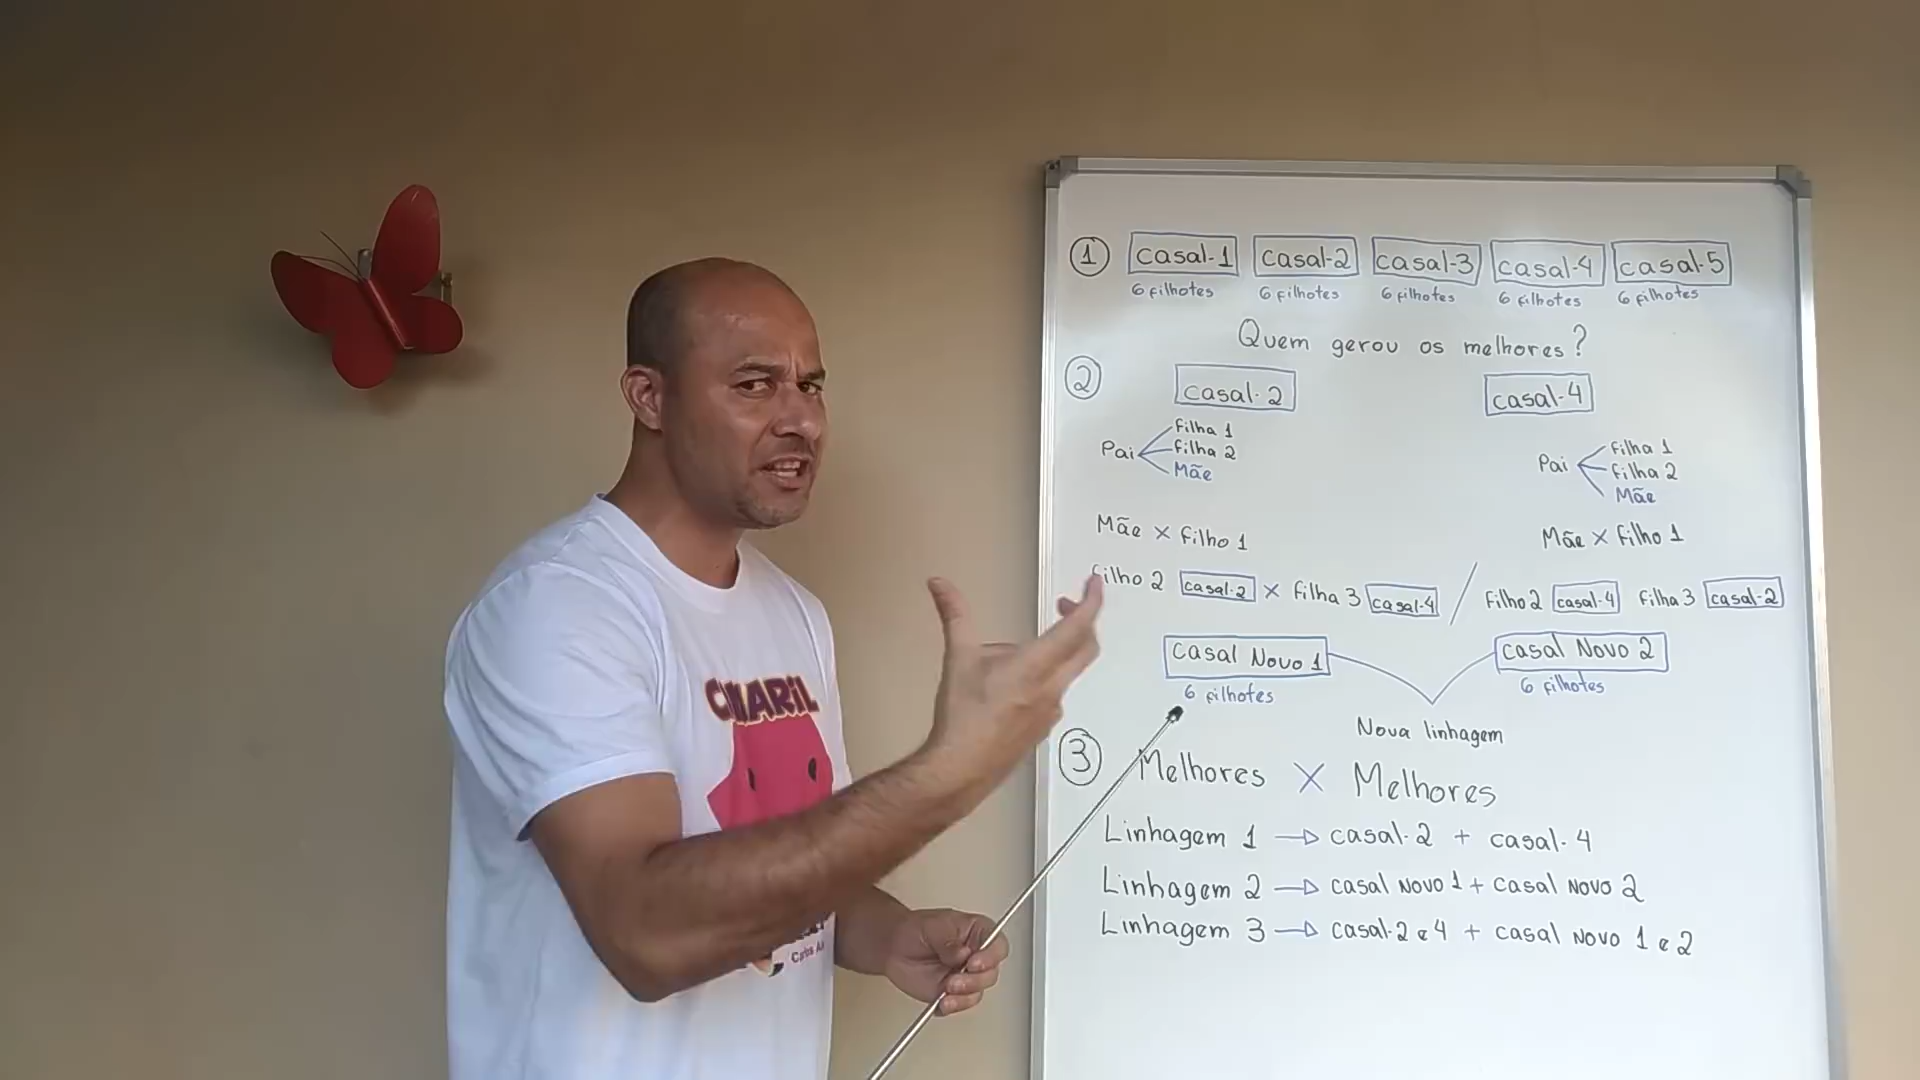 1 casal-1 casal-2 casal-3 casal-4 casal-5
6 filhotes 6 filhotes 6 filhotes 6 filhotes 6 filhotes
Quem gerou os melhores?
2 casal-2 casal-4
Pai Filha 1
Filha 2
Mãe
Pai Filha 1
Filha 2
Mãe
Mãe x Filho 1 Mãe x Filho 1
Filho 2 casal-2 x Filha 3 casal-4 / Filho 2 casal-4 Filha 3 casal-2
Casal Novo 1 Casal Novo 2
6 filhotes 6 filhotes
Nova linhagem
3 Melhores X Melhores
Linhagem 1 → casal-2 + casal-4
Linhagem 2 → casal Novo 1 + casal Novo 2
Linhagem 3 → casal-2 e 4 + casal Novo 1 e 2